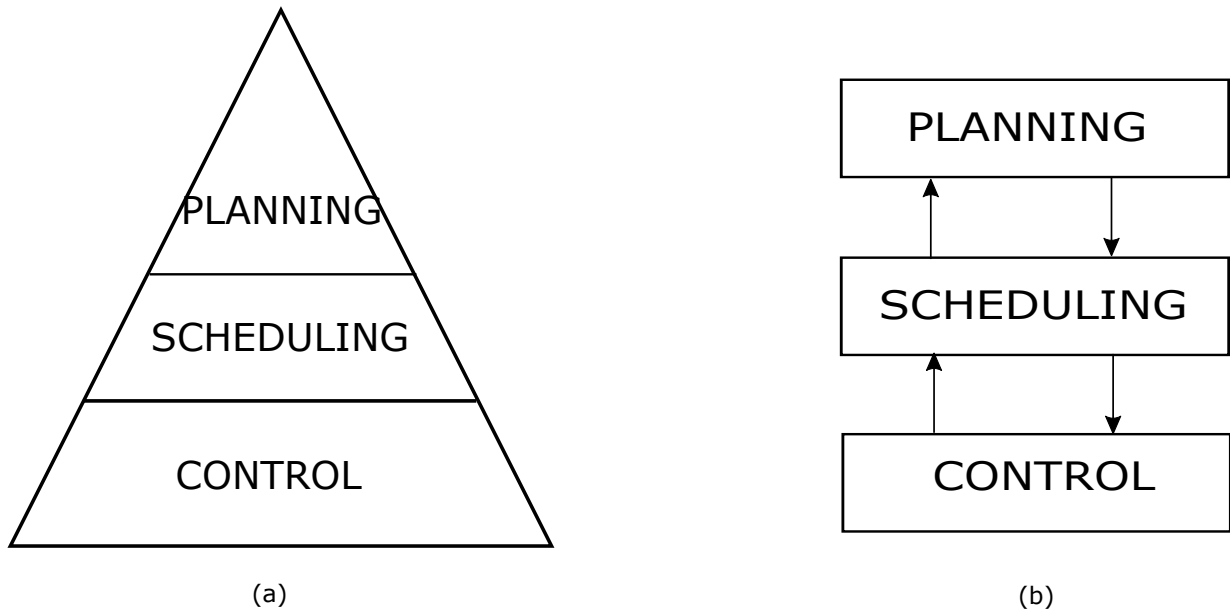 PLANNING
SCHEDULING
CONTROL
(a)
PLANNING
SCHEDULING
CONTROL
(b)